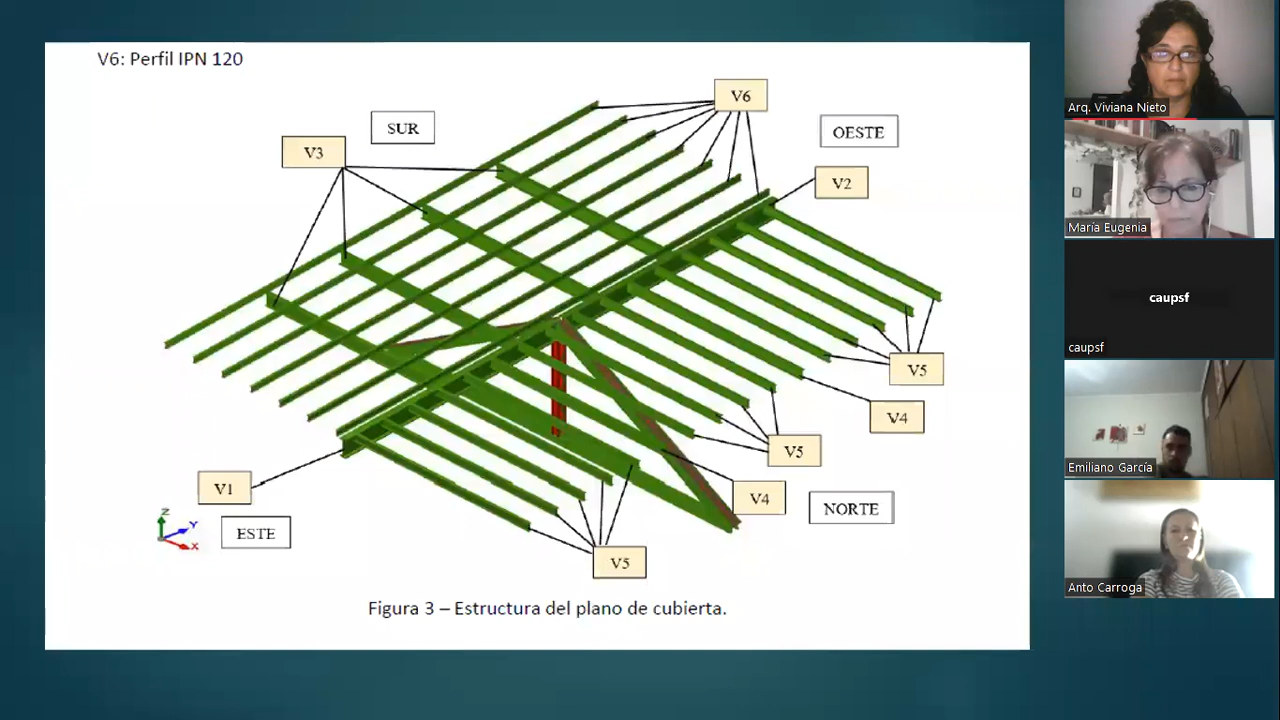 V6: Perfil IPN 120
V6
SUR
OESTE
V3
V2
V5
V4
V5
V1
V4
NORTE
ESTE
V5
Z
Y
X
Figura 3 – Estructura del plano de cubierta.
Arq. Viviana Nieto
María Eugenia
caupsf
caupsf
Emiliano García
Anto Carroga